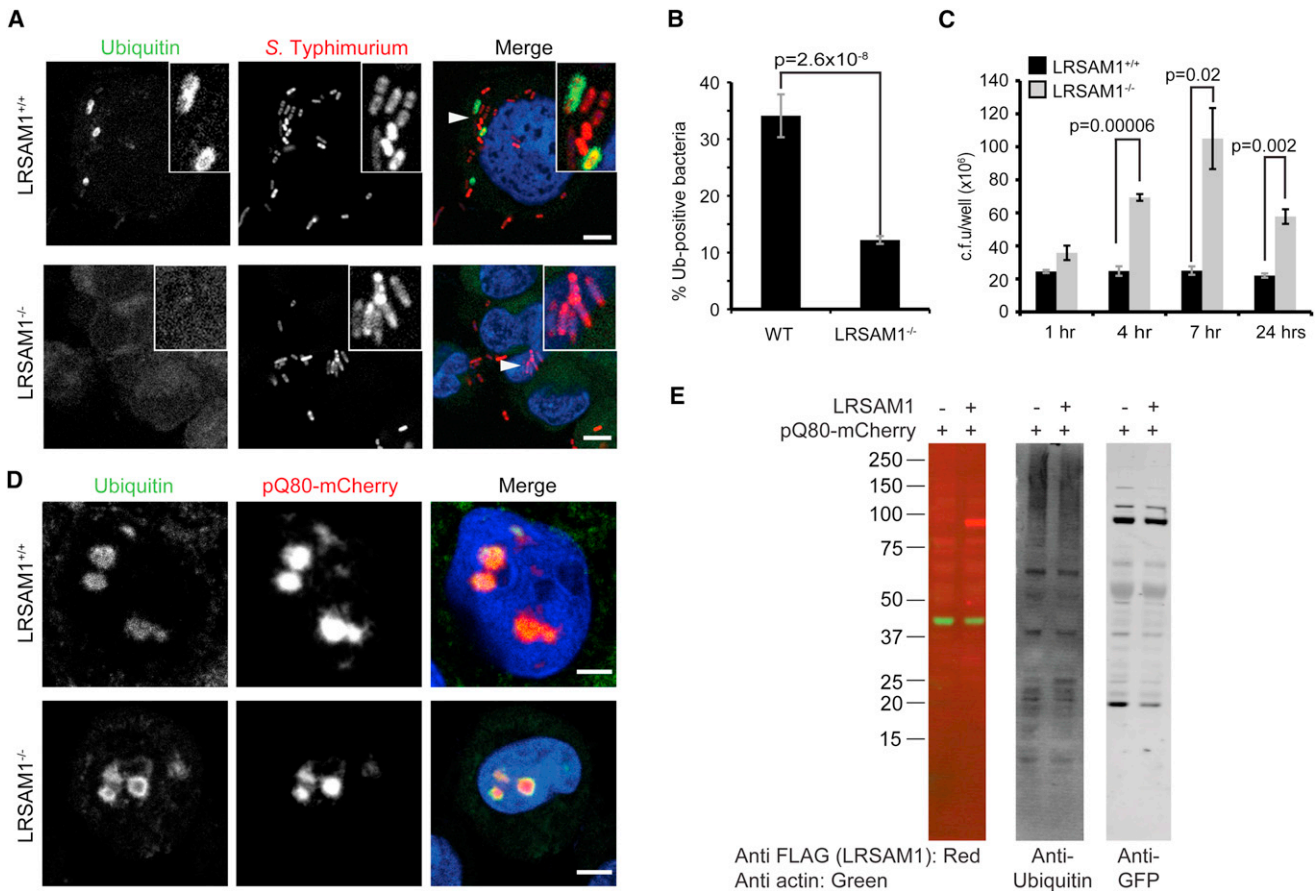 A
Ubiquitin
S. Typhimurium
Merge
LRSAM1+/+
LRSAM1-/-
B
p=2.6x10-8
% Ub-positive bacteria
40
35
30
20
10
0
WT
LRSAM1-/-
C
LRSAM1+/+
LRSAM1-/-
p=0.02
p=0.00006
p=0.002
c.f.u/well (x10⁶)
140
120
100
80
60
40
20
0
1 hr
4 hr
7 hr
24 hrs
D
Ubiquitin
pQ80-mCherry
Merge
LRSAM1+/+
LRSAM1-/-
E
LRSAM1 - + - + - +
pQ80-mCherry + + + + + +
250
150
100
75
50
37
25
20
15
Anti FLAG (LRSAM1): Red
Anti actin: Green
Anti-
Ubiquitin
Anti-
GFP